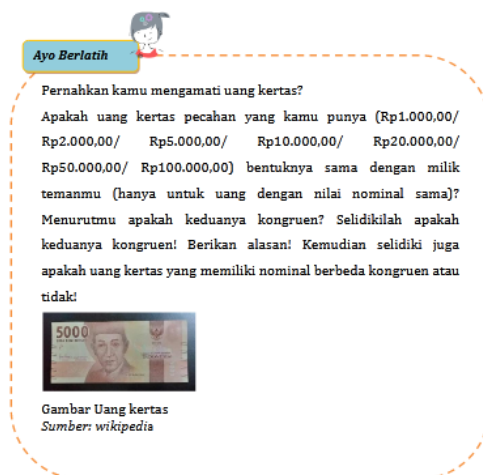 Ayo Berlatih
Pernahkan kamu mengamati uang kertas?
Apakah uang kertas pecahan yang kamu punya (Rp1.000,00/
Rp2.000,00/ Rp5.000,00/ Rp10.000,00/ Rp20.000,00/
Rp50.000,00/ Rp100.000,00) bentuknya sama dengan milik
temanmu (hanya untuk uang dengan nilai nominal sama)?
Menurutmu apakah keduanya kongruen? Selidikilah apakah
keduanya kongruen! Berikan alasan! Kemudian selidiki juga
apakah uang kertas yang memiliki nominal berbeda kongruen atau
tidak!
5000
Gambar Uang kertas
Sumber: wikipedia